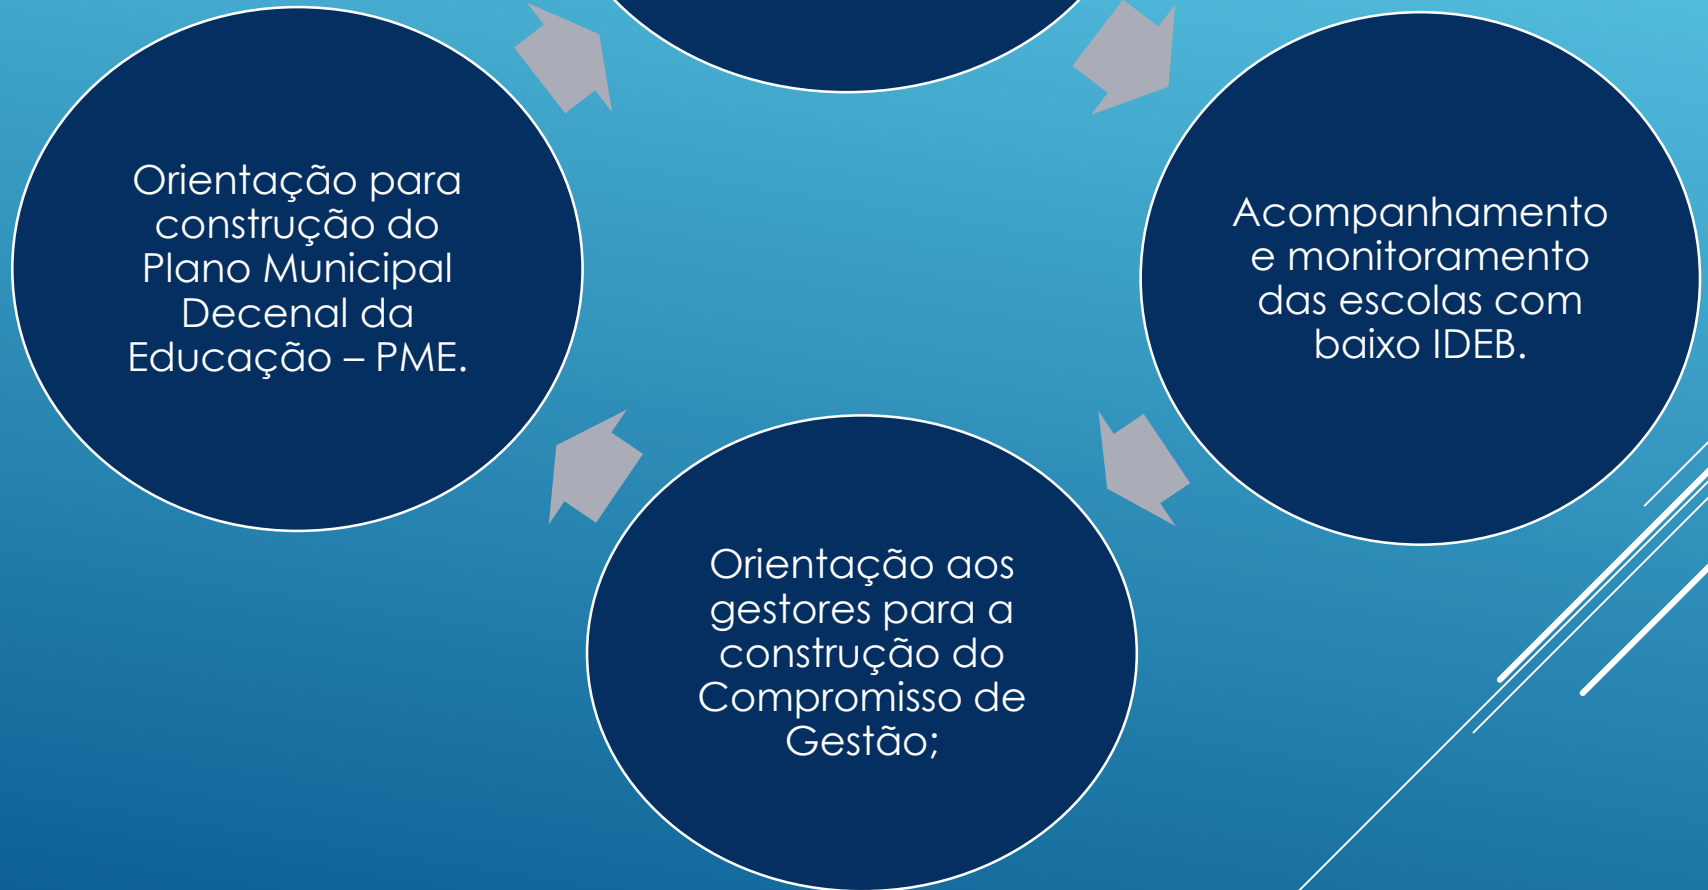 Orientação para
construção do
Plano Municipal
Decenal da
Educação – PME.
Acompanhamento
e monitoramento
das escolas com
baixo IDEB.
Orientação aos
gestores para a
construção do
Compromisso de
Gestão;